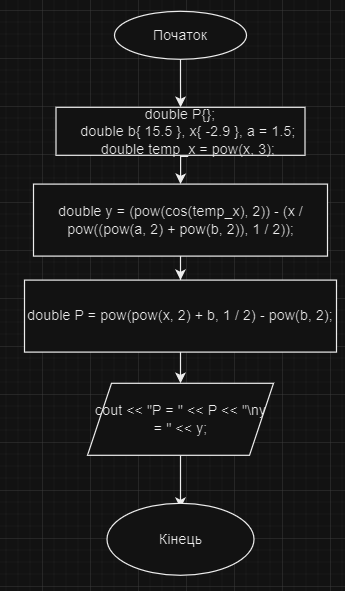 Початок
double P{};
double b{ 15.5 }, x{ -2.9 }, a = 1.5;
double temp_x = pow(x, 3);
double y = (pow(cos(temp_x), 2)) - (x /
pow((pow(a, 2) + pow(b, 2)), 1 / 2));
double P = pow(pow(x, 2) + b, 1 / 2) - pow(b, 2);
cout << "P = " << P << "\ny
= " << y;
Кінець